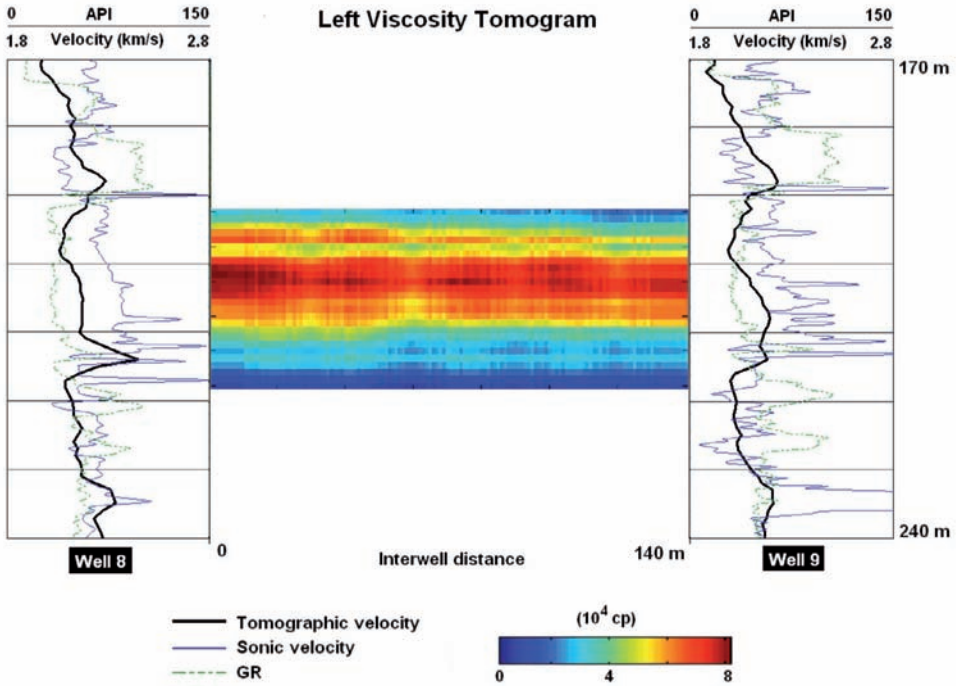 Left Viscosity Tomogram
0 API 150
1.8 Velocity (km/s) 2.8
0 API 150
1.8 Velocity (km/s) 2.8
170 m
240 m
Well 8
0
Interwell distance
140 m
Well 9
Tomographic velocity
Sonic velocity
GR
(10^4 cp)
0 4 8